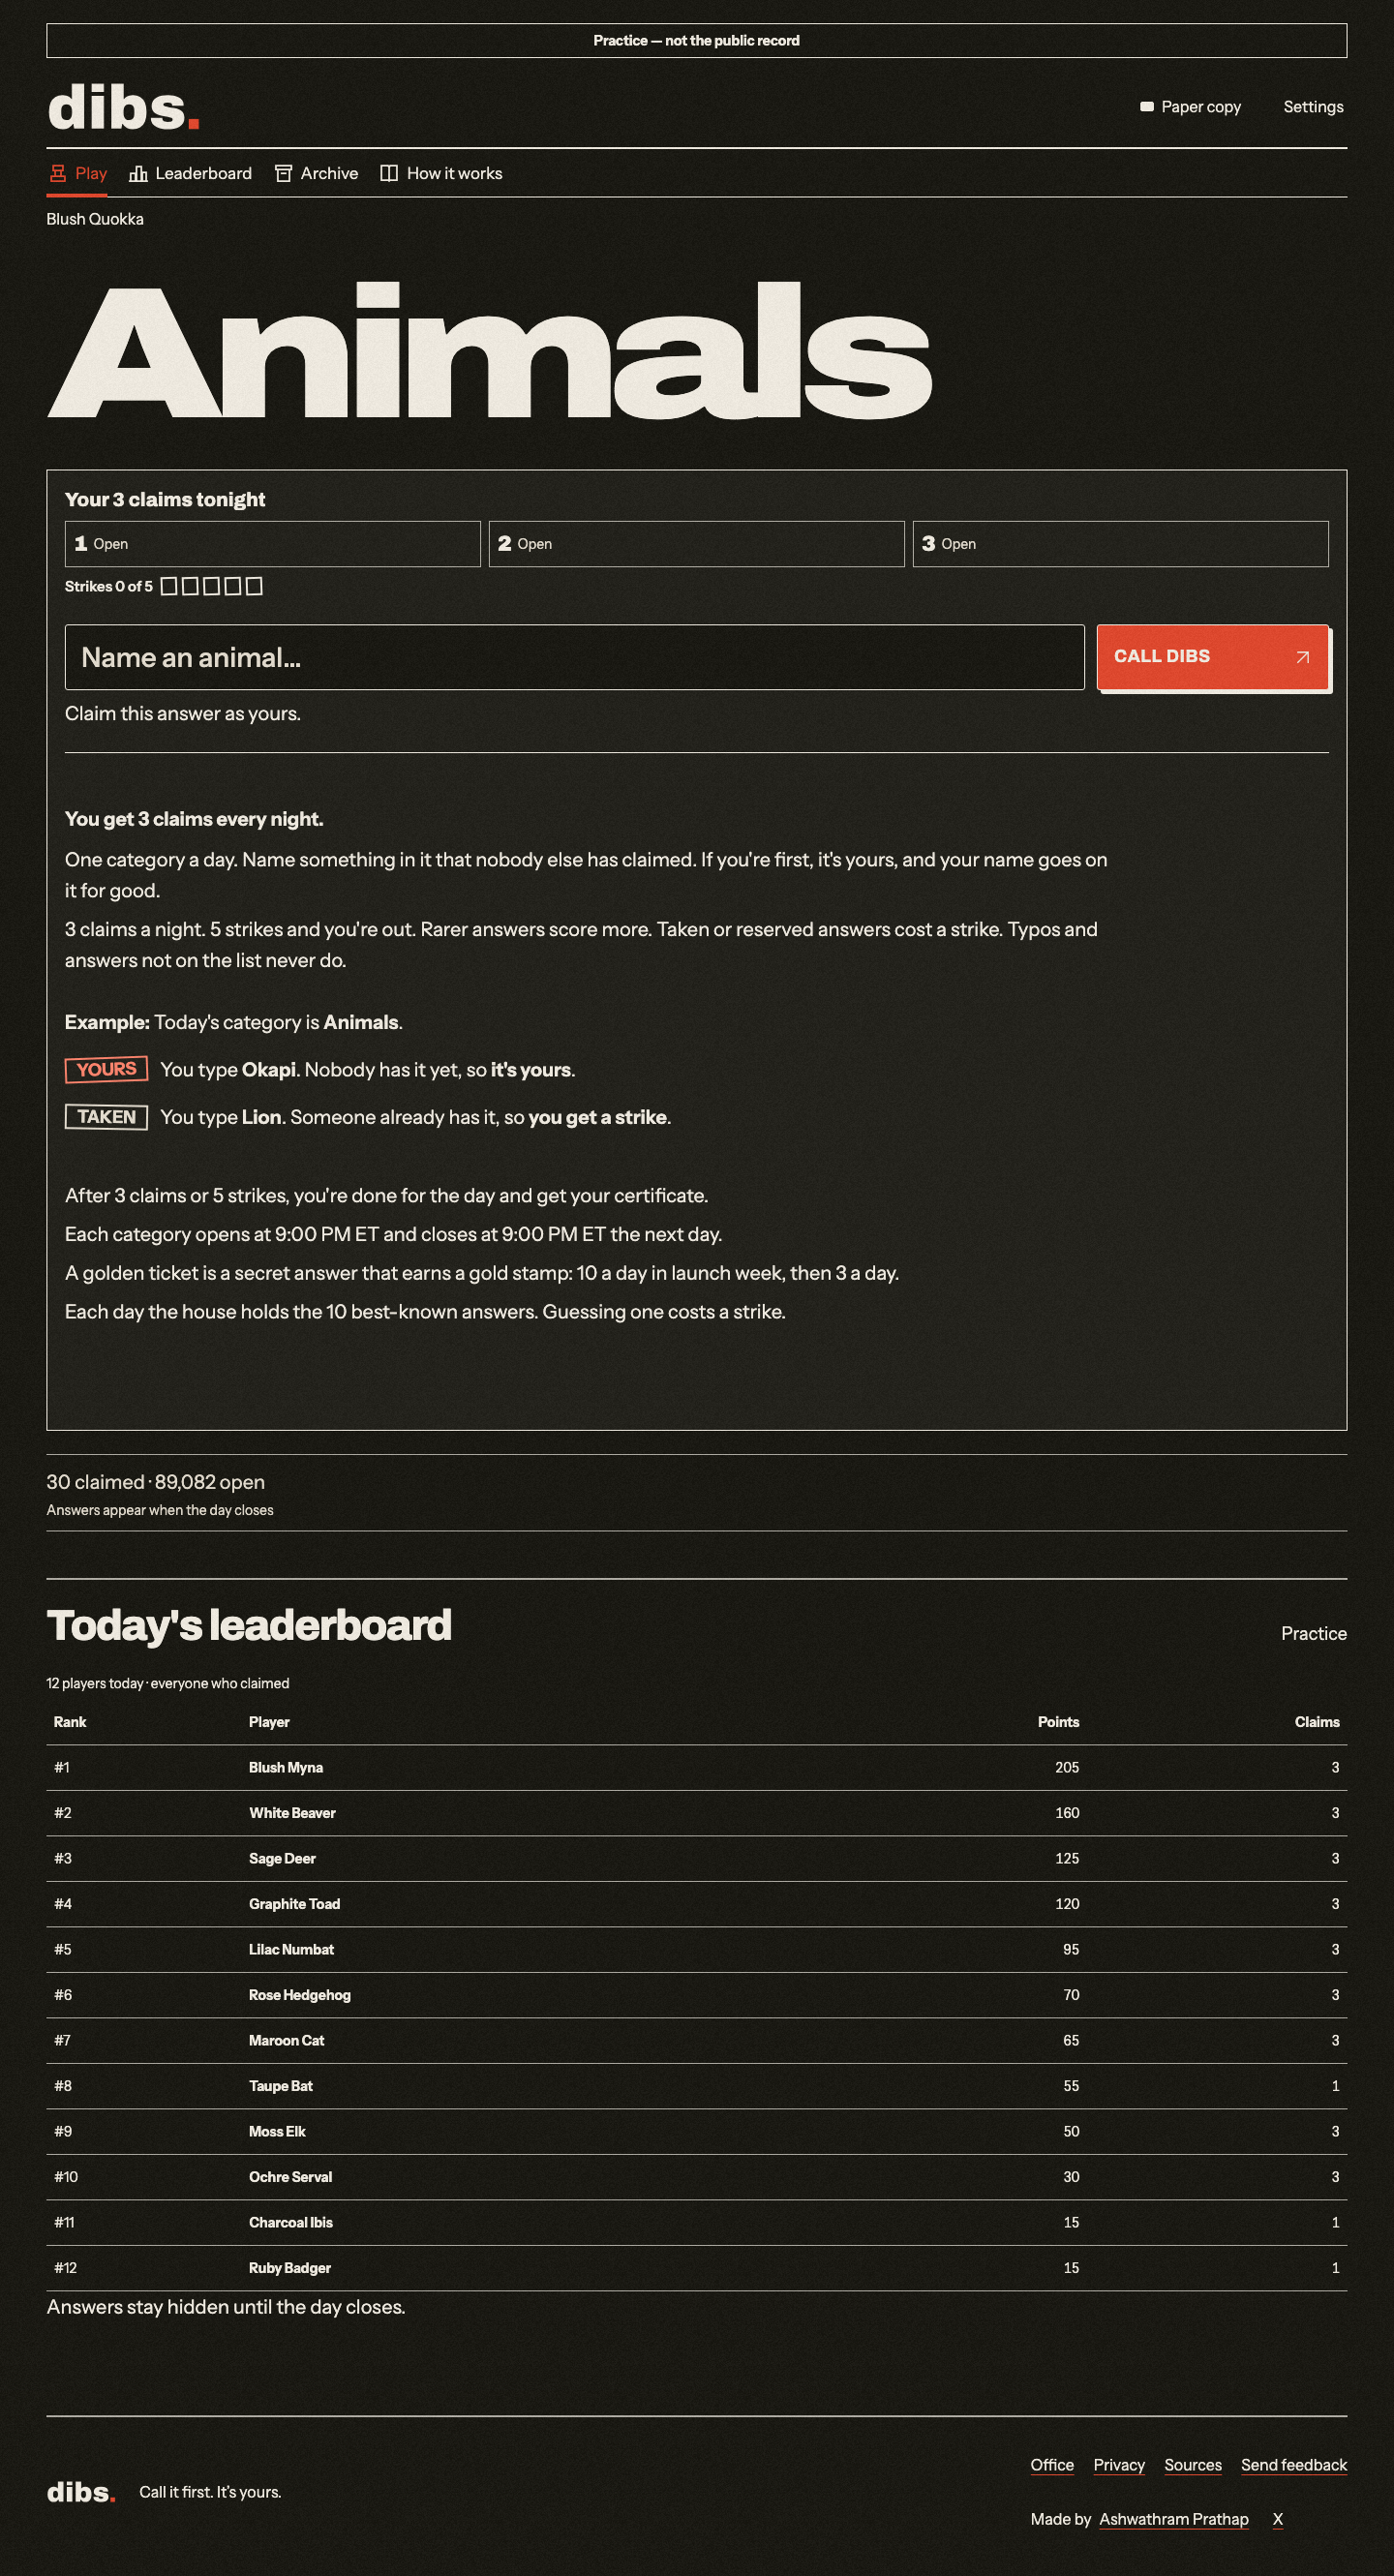 Practice — not the public record
dibs.
Paper copy Settings
Play Leaderboard Archive How it works
Blush Quokka
Animals
Your 3 claims tonight
1 Open 2 Open 3 Open
Strikes 0 of 5
Name an animal...
CALL DIBS
Claim this answer as yours.
You get 3 claims every night.
One category a day. Name something in it that nobody else has claimed. If you're first, it's yours, and your name goes on
it for good.
3 claims a night. 5 strikes and you're out. Rarer answers score more. Taken or reserved answers cost a strike. Typos and
answers not on the list never do.
Example: Today's category is Animals.
YOURS You type Okapi. Nobody has it yet, so it's yours.
TAKEN You type Lion. Someone already has it, so you get a strike.
After 3 claims or 5 strikes, you're done for the day and get your certificate.
Each category opens at 9:00 PM ET and closes at 9:00 PM ET the next day.
A golden ticket is a secret answer that earns a gold stamp: 10 a day in launch week, then 3 a day.
Each day the house holds the 10 best-known answers. Guessing one costs a strike.
30 claimed · 89,082 open
Answers appear when the day closes
Today's leaderboard
Practice
12 players today · everyone who claimed
Rank Player Points Claims
#1 Blush Myna 205 3
#2 White Beaver 160 3
#3 Sage Deer 125 3
#4 Graphite Toad 120 3
#5 Lilac Numbat 95 3
#6 Rose Hedgehog 70 3
#7 Maroon Cat 65 3
#8 Taupe Bat 55 1
#9 Moss Elk 50 3
#10 Ochre Serval 30 3
#11 Charcoal Ibis 15 1
#12 Ruby Badger 15 1
Answers stay hidden until the day closes.
Office Privacy Sources Send feedback
dibs. Call it first. It's yours.
Made by Ashwathram Prathap X